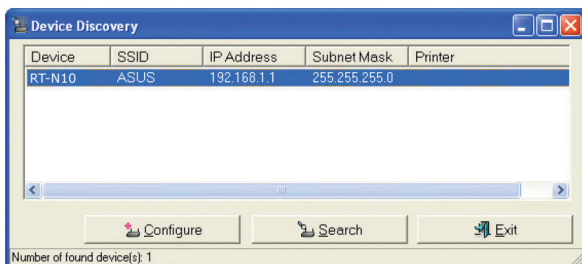 Device Discovery
Device SSID IP Address Subnet Mask Printer
RT-N10 ASUS 192.168.1.1 255.255.255.0
Configure Search Exit
Number of found device(s): 1